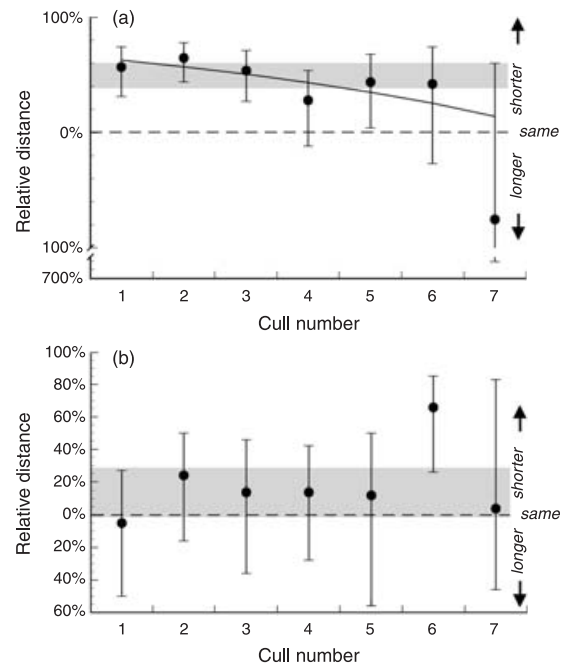 (a)
100%
0%
100%
700%
Relative distance
shorter
same
longer
1 2 3 4 5 6 7
Cull number
(b)
100%
80%
60%
40%
20%
0%
20%
40%
60%
Relative distance
shorter
same
longer
1 2 3 4 5 6 7
Cull number